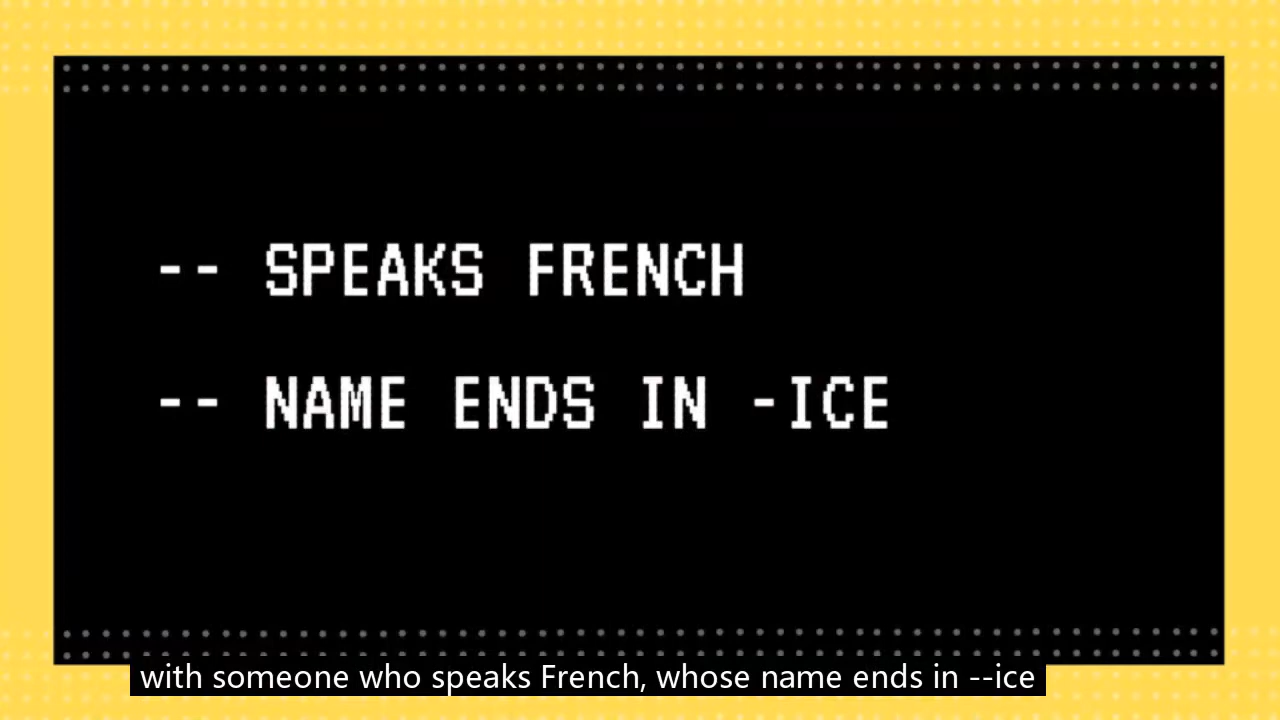 -- SPEAKS FRENCH
-- NAME ENDS IN -ICE
with someone who speaks French, whose name ends in --ice